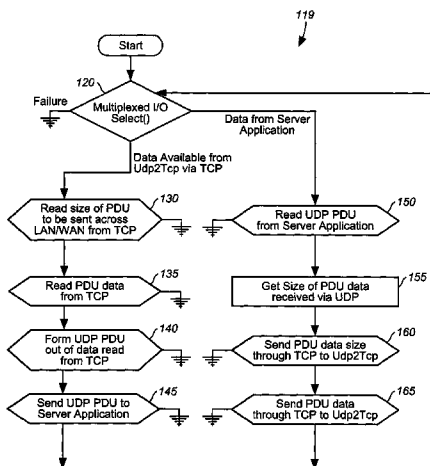 119
Start
120
Multiplexed I/O
Select()
Failure
Data from Server
Application
Data Available from
Udp2Tcp via TCP
130
Read size of PDU
to be sent across
LAN/WAN from TCP
135
Read PDU data
from TCP
140
Form UDP PDU
out of data read
from TCP
145
Send UDP PDU to
Server Application
150
Read UDP PDU
from Server Application
155
Get Size of PDU data
received via UDP
160
Send PDU data size
through TCP to Udp2Tcp
165
Send PDU data
through TCP to Udp2Tcp